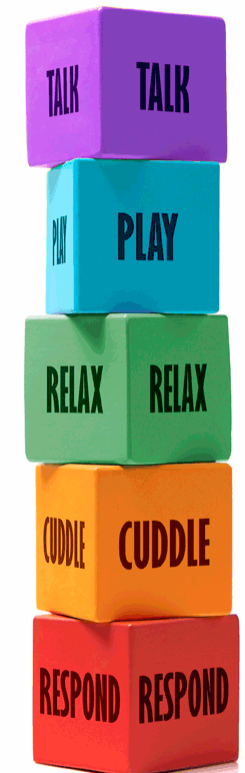 TALK TALK
PLAY PLAY
RELAX RELAX
CUDDLE CUDDLE
RESPOND RESPOND